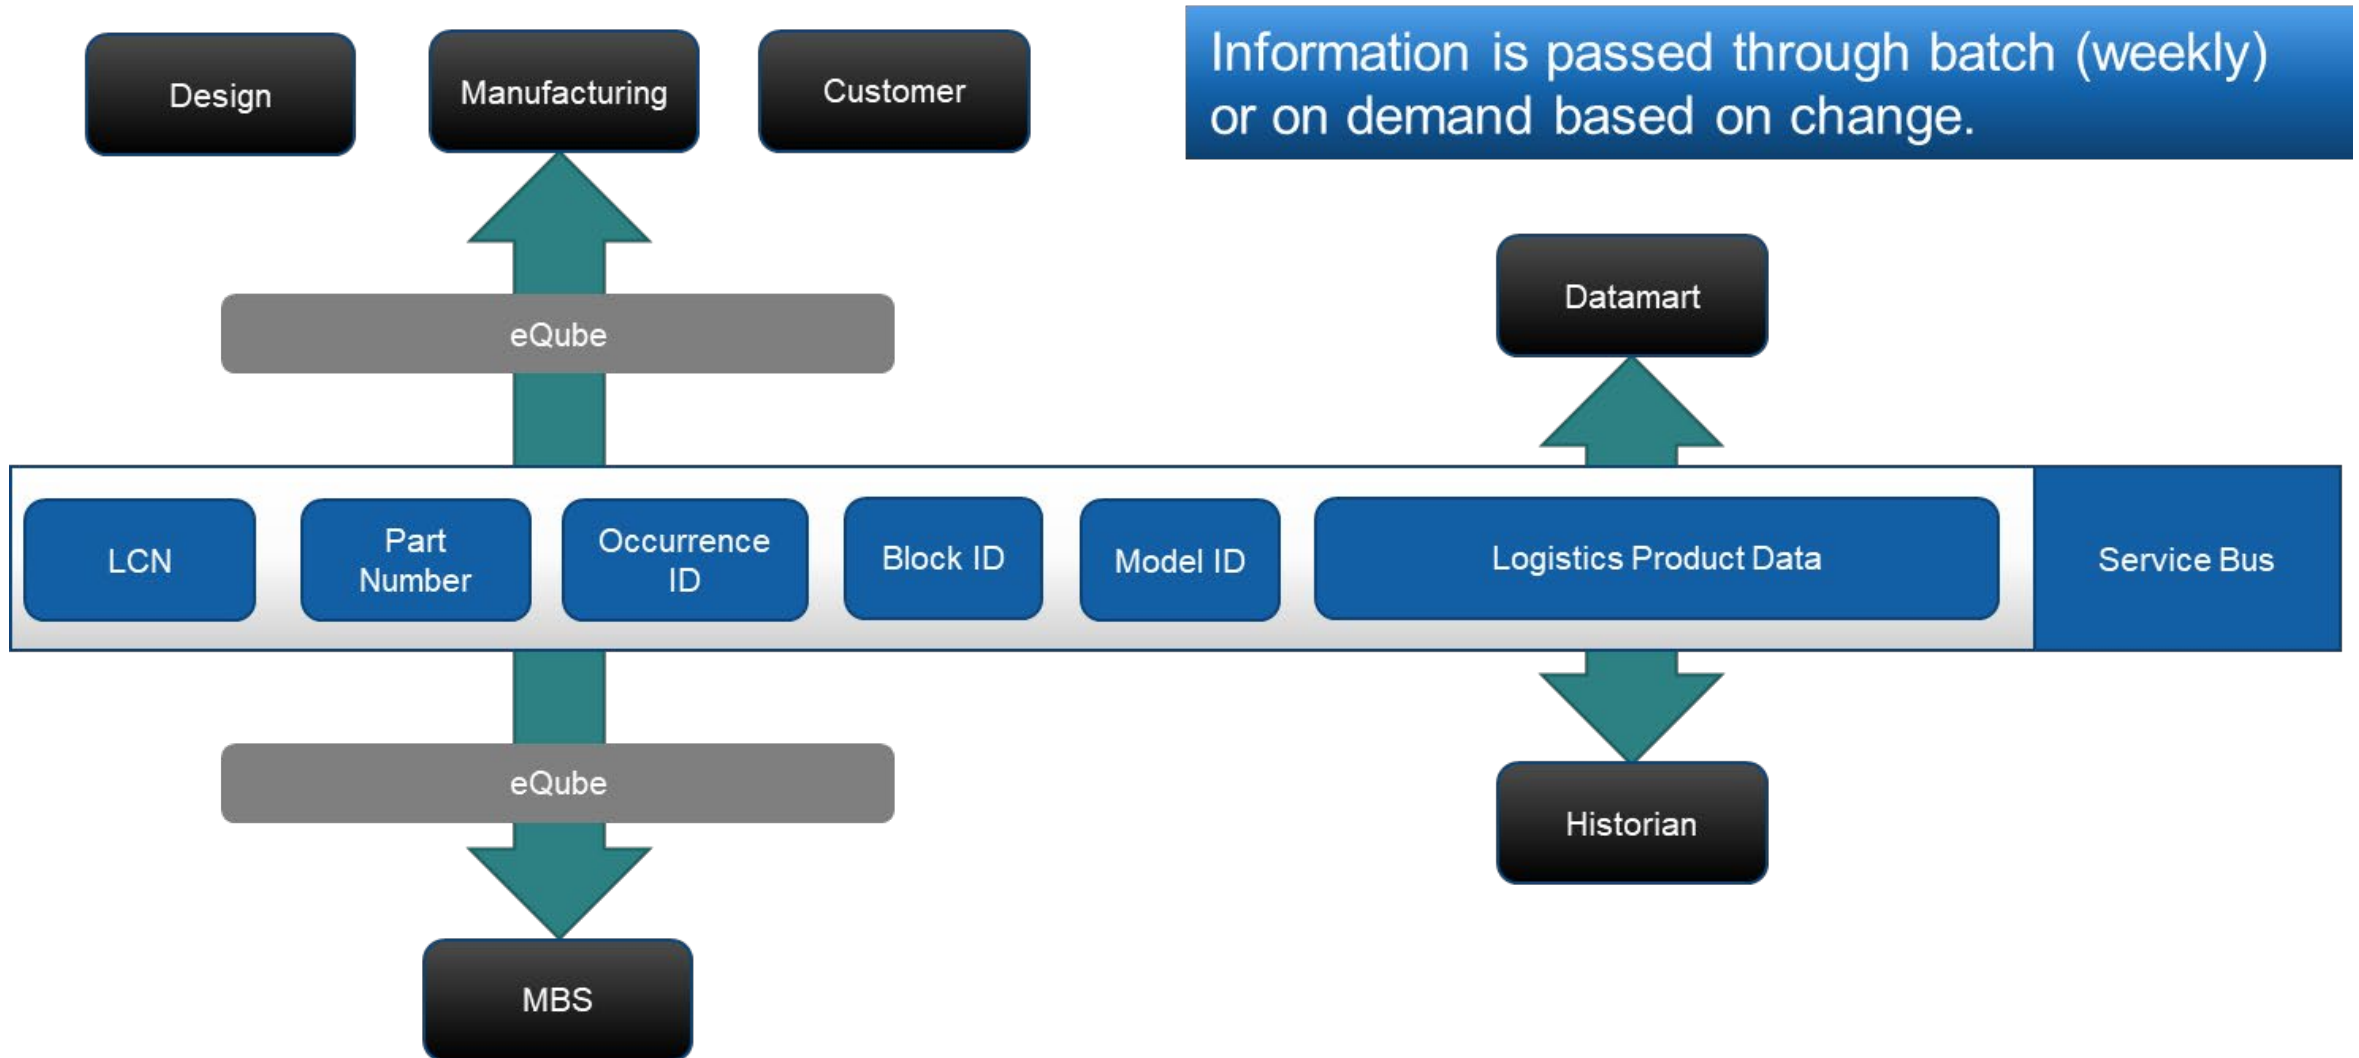 Design
Manufacturing
Customer
Information is passed through batch (weekly)
or on demand based on change.
eQube
Datamart
LCN
Part
Number
Occurrence
ID
Block ID
Model ID
Logistics Product Data
Service Bus
eQube
Historian
MBS